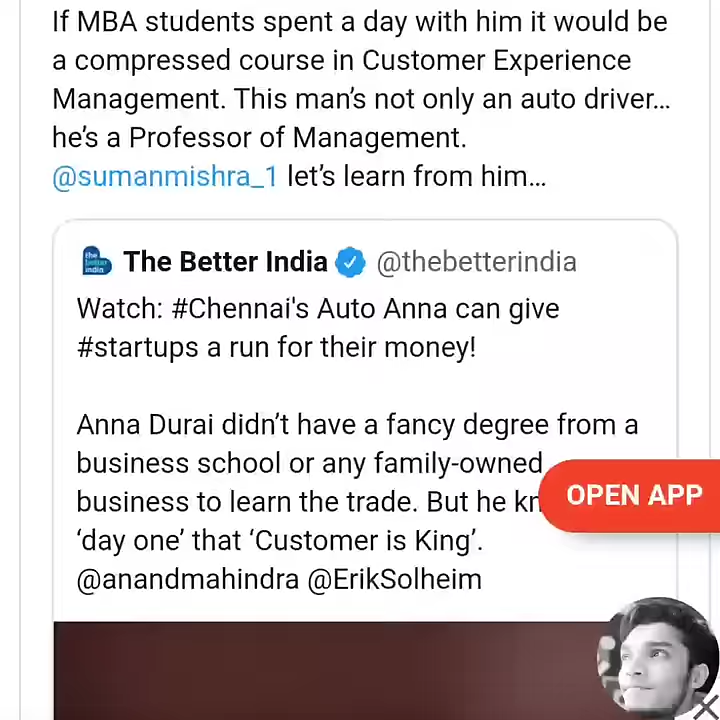 If MBA students spent a day with him it would be
a compressed course in Customer Experience
Management. This man’s not only an auto driver…
he’s a Professor of Management.
@sumanmishra_1 let’s learn from him…
the better india
The Better India @thebetterindia
Watch: #Chennai's Auto Anna can give
#startups a run for their money!
Anna Durai didn’t have a fancy degree from a
business school or any family-owned
business to learn the trade. But he
OPEN APP
‘day one’ that ‘Customer is King’.
@anandmahindra @ErikSolheim